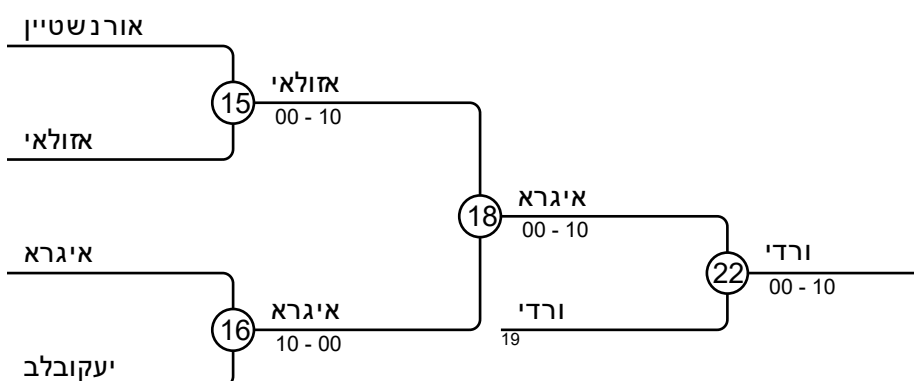 אורנשטיין
15
אזולאי
00 - 10
אזולאי
18
איגרא
00 - 10
איגרא
22
ורדי
00 - 10
16
איגרא
10 - 00
ורדי
19
יעקובלב